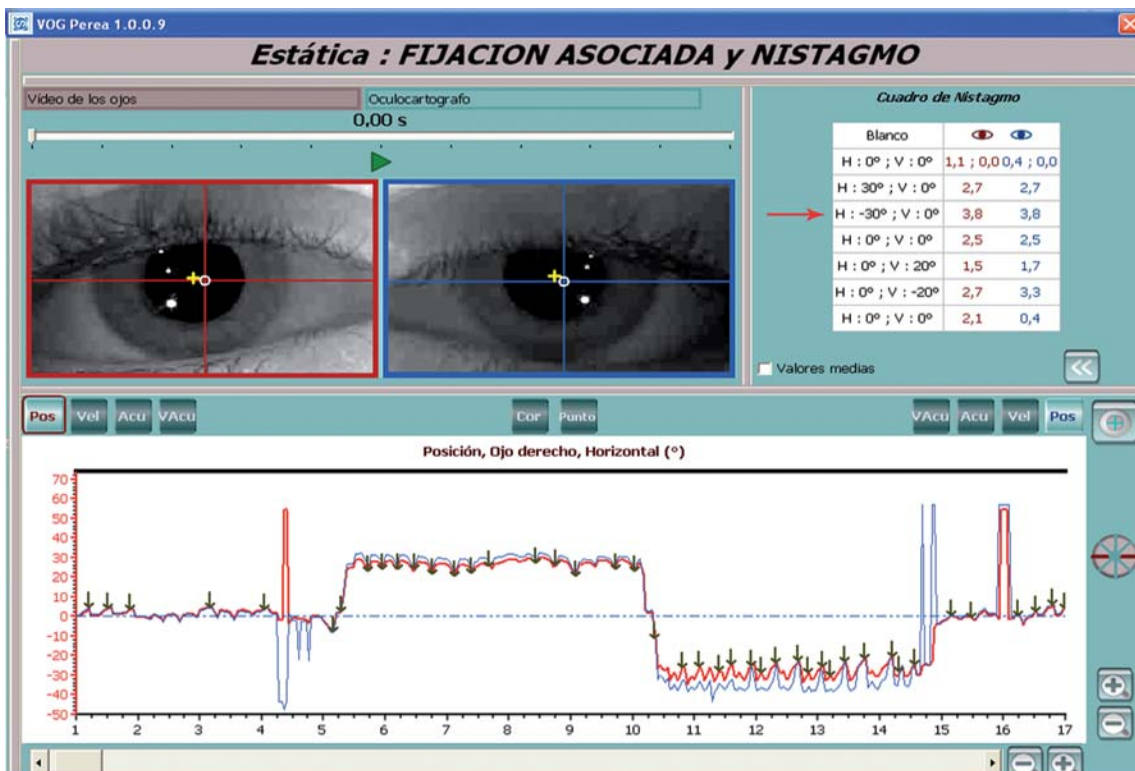 VOG Perea 1.0.0.9
Estática : FIJACION ASOCIADA y NISTAGMO
Vídeo de los ojos
Oculocartografo
0,00 s
Cuadro de Nistagmo
Blanco
H : 0º ; V : 0º 1,1 ; 0,0 0,4 ; 0,0
H : 30º ; V : 0º 2,7 2,7
H : -30º ; V : 0º 3,8 3,8
H : 0º ; V : 0º 2,5 2,5
H : 0º ; V : 20º 1,5 1,7
H : 0º ; V : -20º 2,7 3,3
H : 0º ; V : 0º 2,1 0,4
Valores medias
Pos Vel Acu VAcu Cor Punto VAcu Acu Vel Pos
Posición, Ojo derecho, Horizontal (°)
70
60
50
40
30
20
10
0
-10
-20
-30
-40
-50
1 2 3 4 5 6 7 8 9 10 11 12 13 14 15 16 17